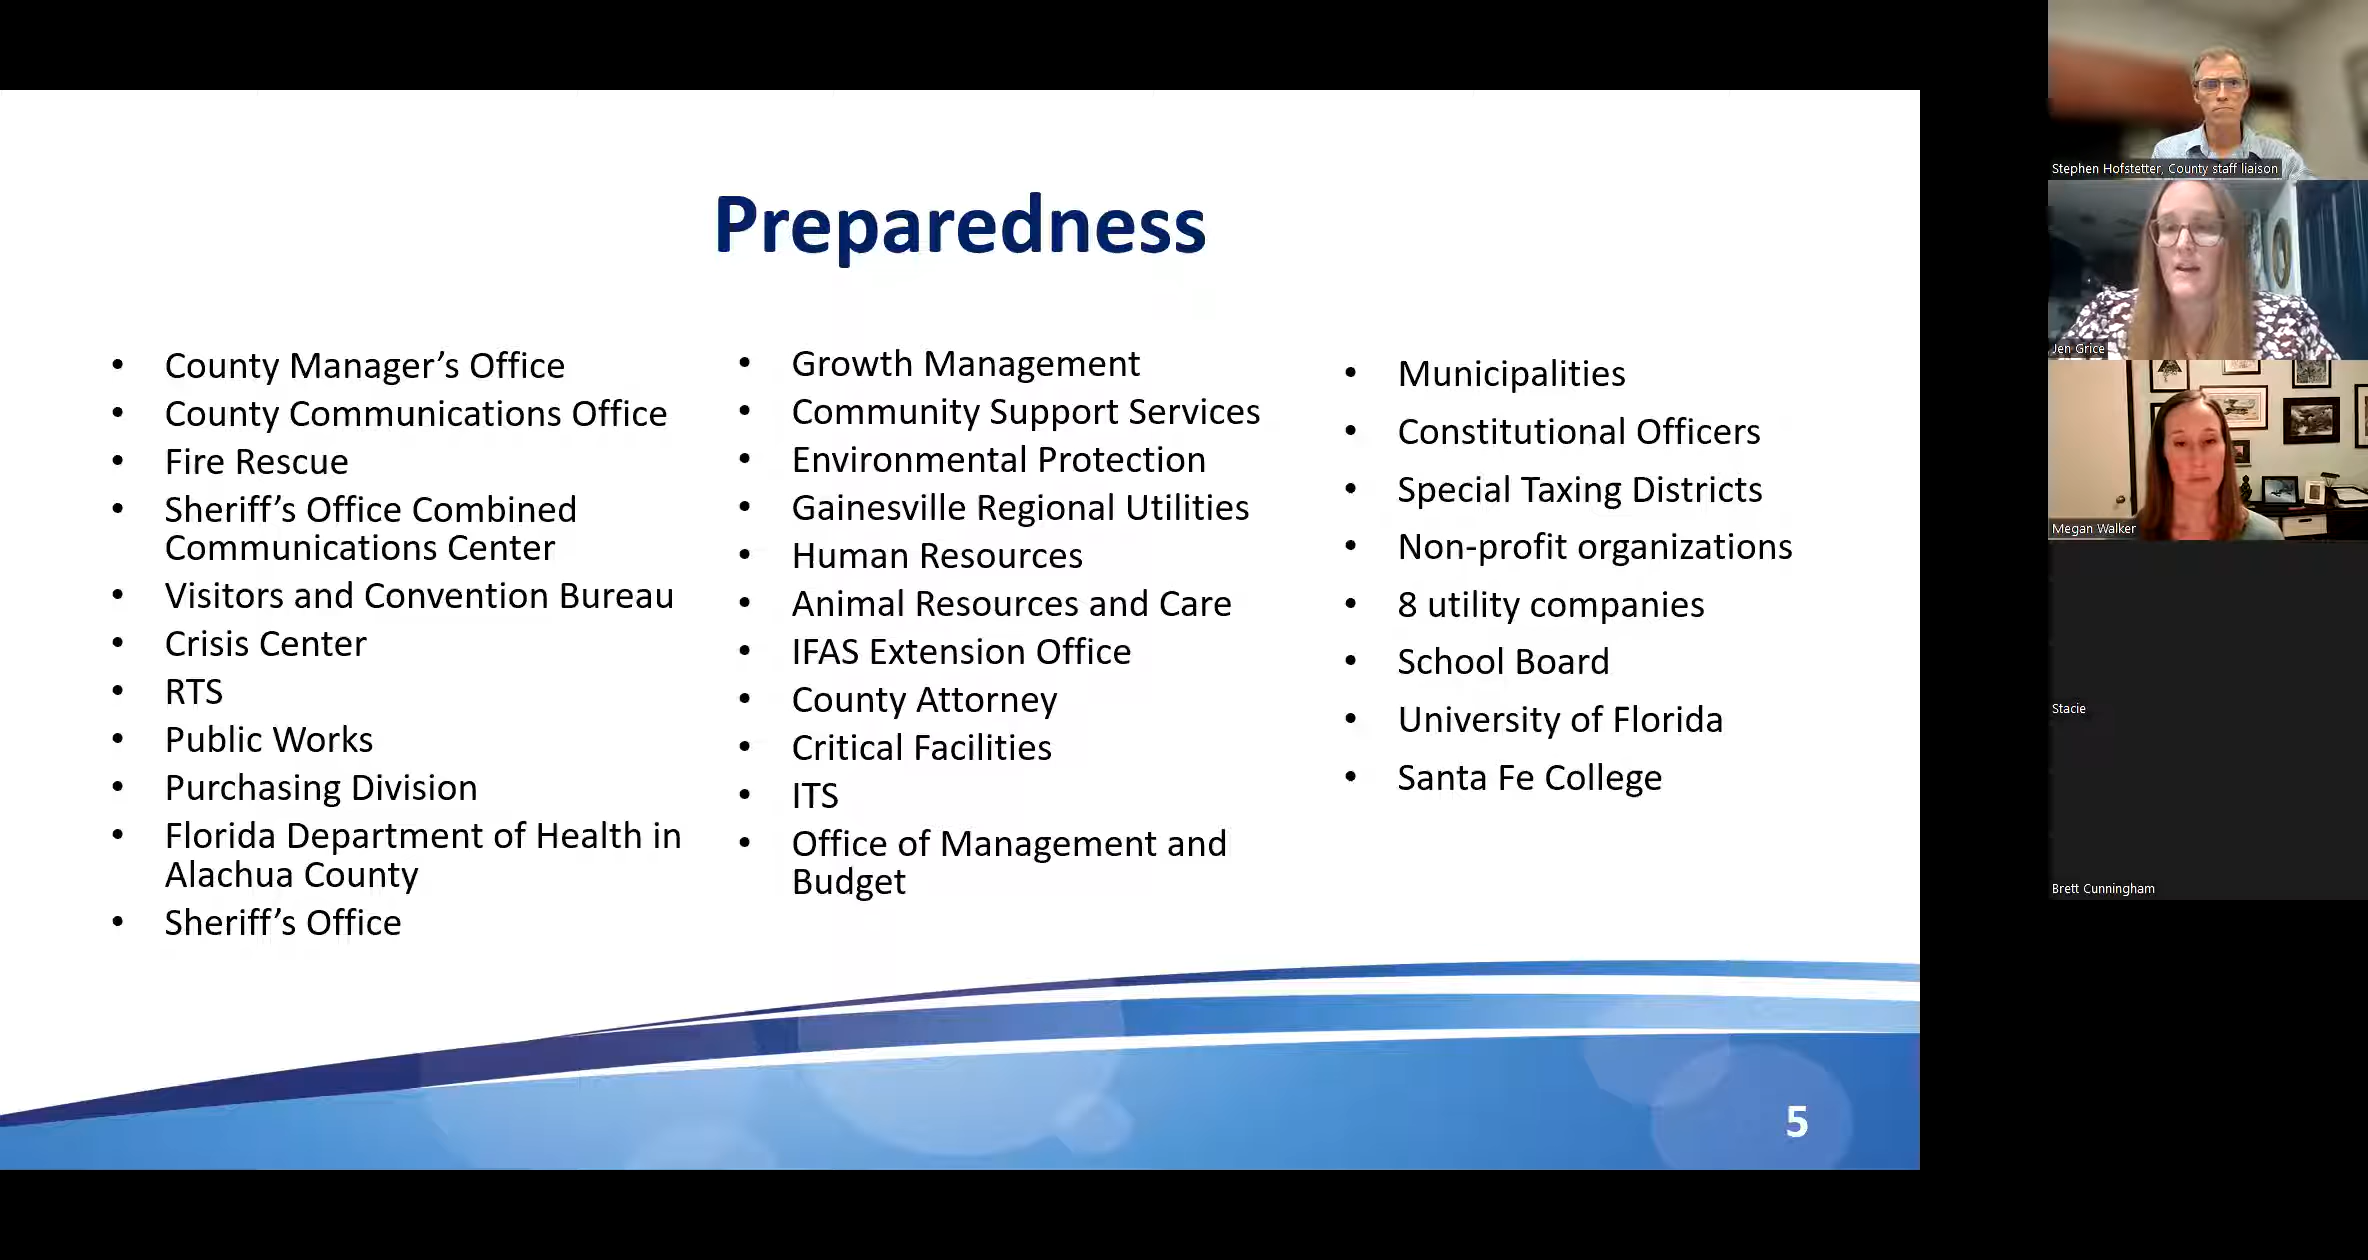 Preparedness
• County Manager’s Office
• County Communications Office
• Fire Rescue
• Sheriff’s Office Combined
Communications Center
• Visitors and Convention Bureau
• Crisis Center
• RTS
• Public Works
• Purchasing Division
• Florida Department of Health in
Alachua County
• Sheriff’s Office
• Growth Management
• Community Support Services
• Environmental Protection
• Gainesville Regional Utilities
• Human Resources
• Animal Resources and Care
• IFAS Extension Office
• County Attorney
• Critical Facilities
• ITS
• Office of Management and
Budget
• Municipalities
• Constitutional Officers
• Special Taxing Districts
• Non-profit organizations
• 8 utility companies
• School Board
• University of Florida
• Santa Fe College
5
Stephen Hofstetter, County staff liaison
Jen Grice
Megan Walker
Stacie
Brett Cunningham